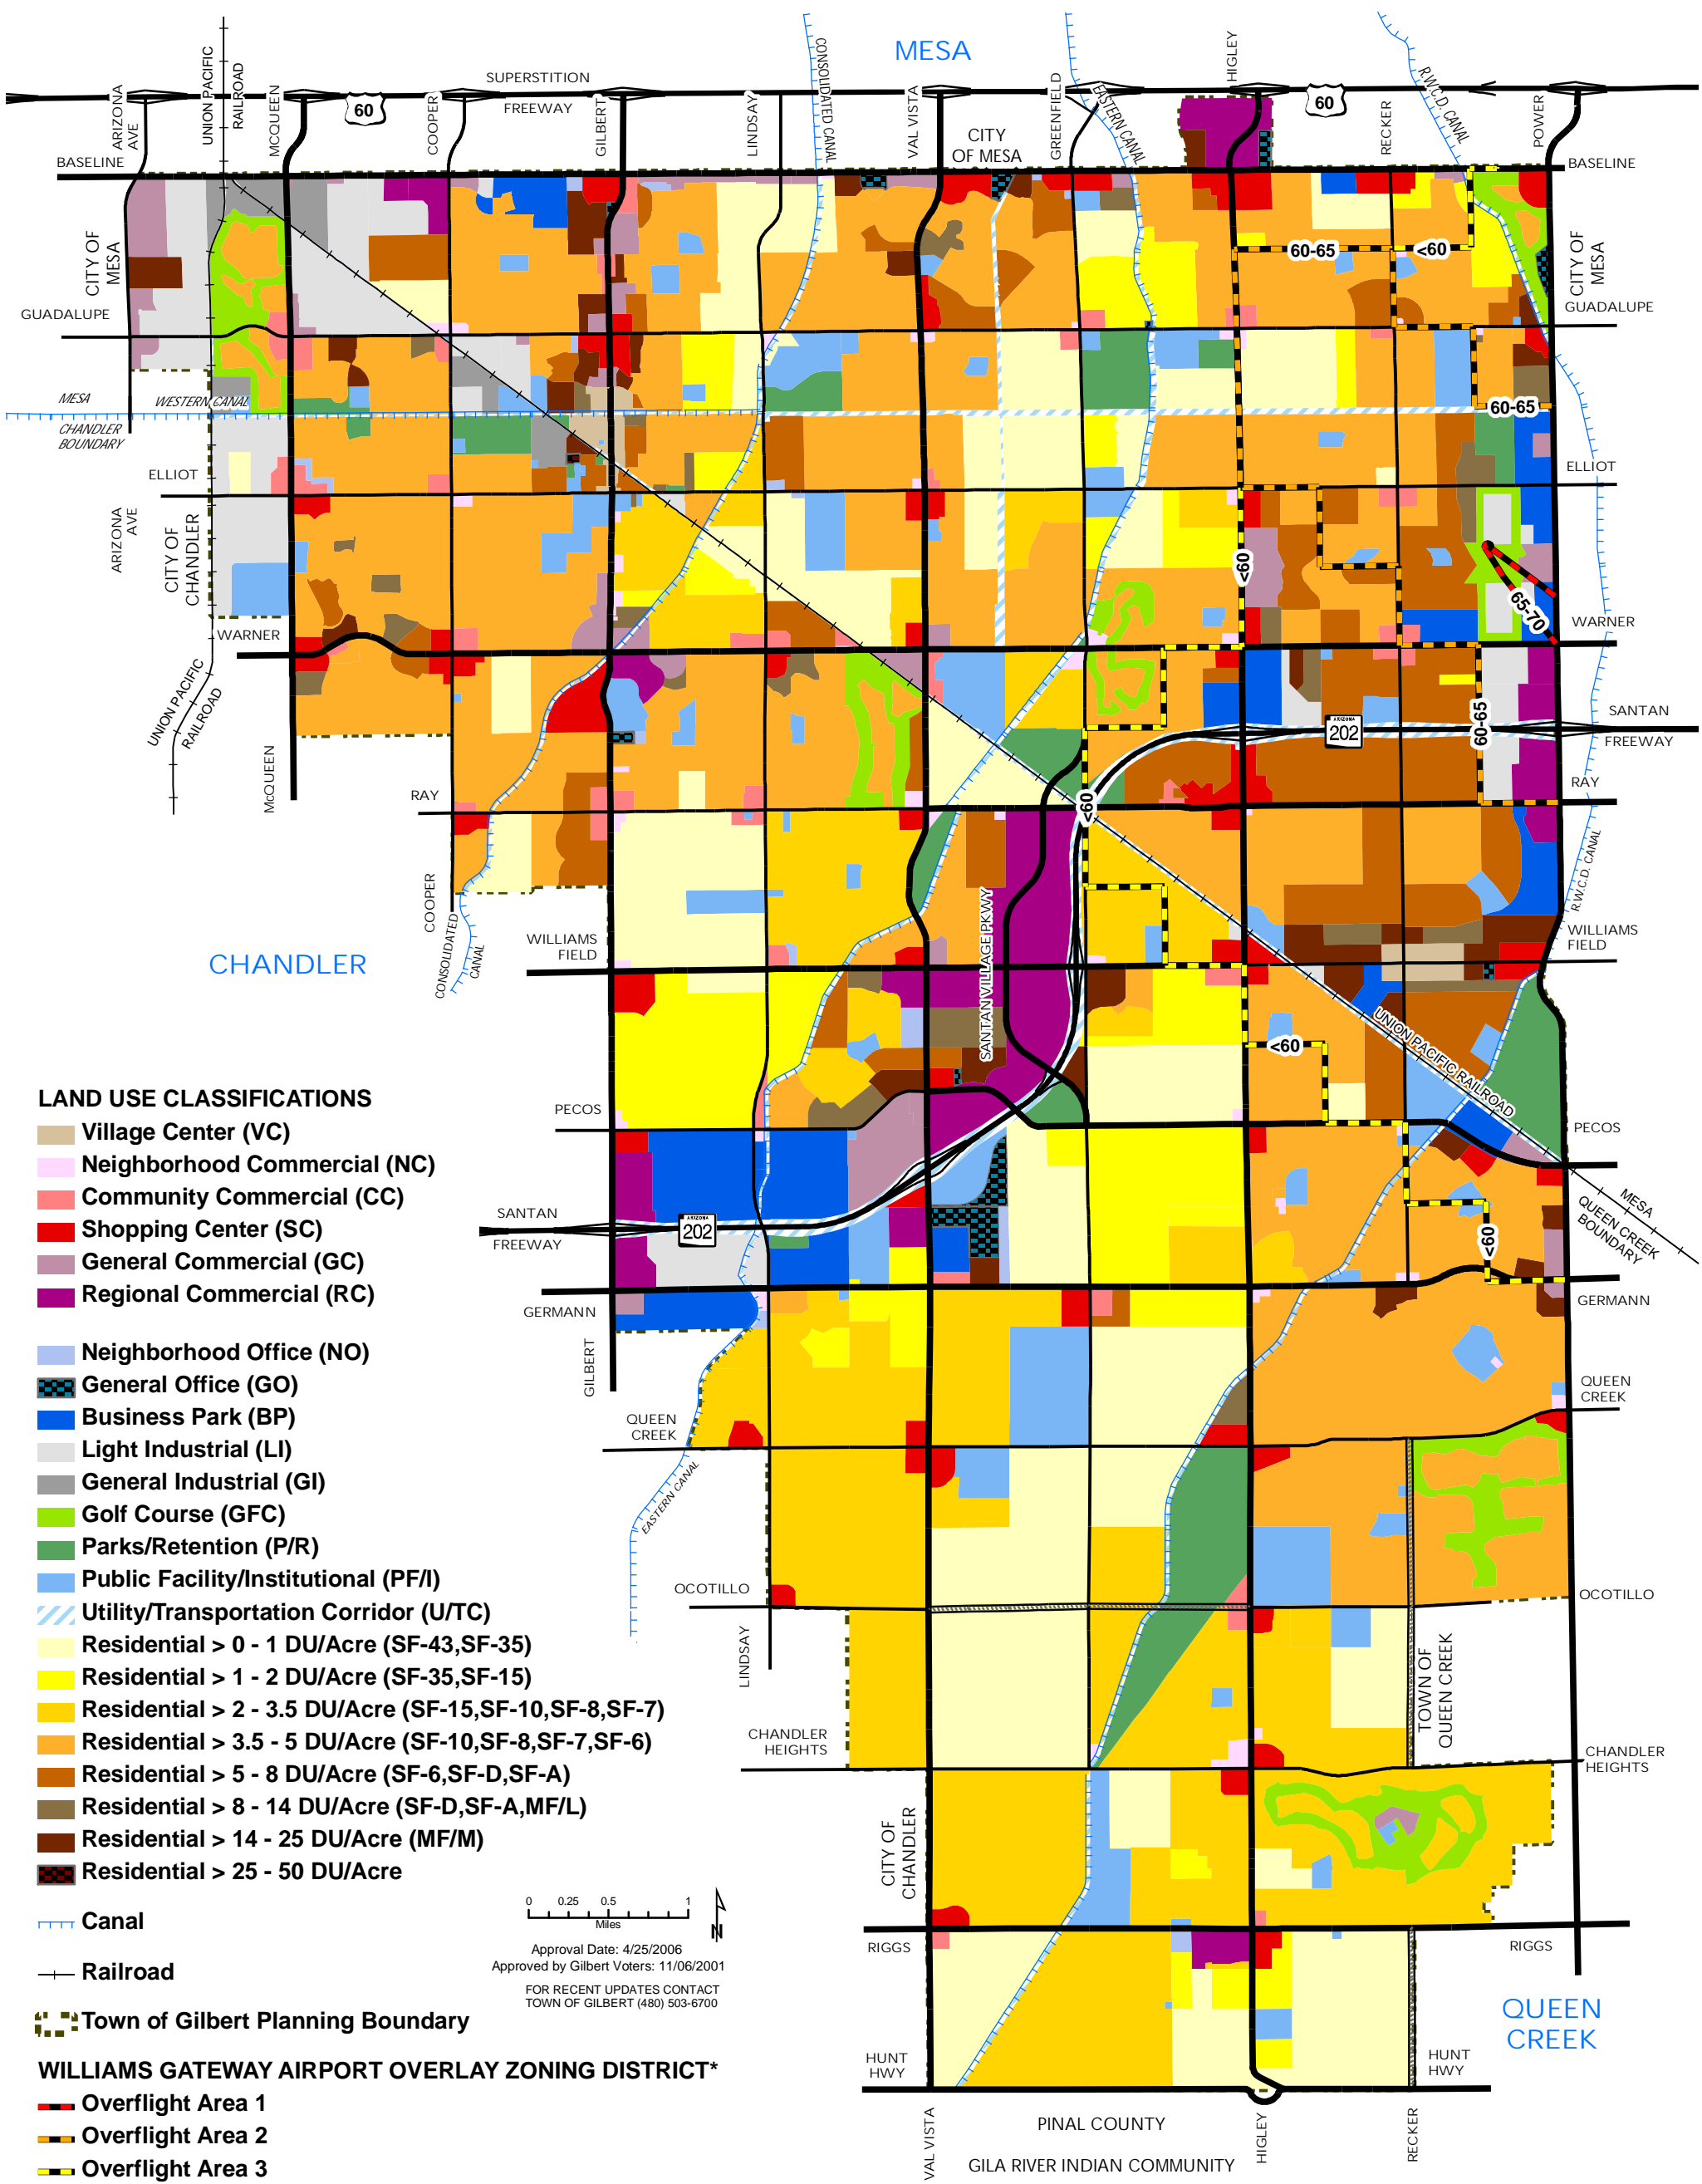 MESA
SUPERSTITION
FREEWAY
60
60
ARIZONA
AVE
UNION PACIFIC
RAILROAD
MCQUEEN
COOPER
GILBERT
LINDSAY
CONSOLIDATED CANAL
VAL VISTA
CITY
OF MESA
GREENFIELD
EASTERN CANAL
HIGLEY
RECKER
R.W.C.D. CANAL
POWER
BASELINE
BASELINE
CITY OF
MESA
60-65
<60
CITY OF
MESA
GUADALUPE
GUADALUPE
MESA
WESTERN CANAL
CHANDLER
BOUNDARY
60-65
ELLIOT
ELLIOT
ARIZONA
AVE
CITY OF
CHANDLER
<60
65-70
WARNER
WARNER
UNION PACIFIC
RAILROAD
60-65
SANTAN
FREEWAY
ARIZONA
202
McQUEEN
RAY
RAY
<60
R.W.C.D. CANAL
COOPER
CONSOLIDATED
CANAL
CHANDLER
WILLIAMS
FIELD
WILLIAMS
FIELD
SANTAN VILLAGE PKWY
UNION PACIFIC RAILROAD
<60
PECOS
PECOS
MESA
QUEEN CREEK
BOUNDARY
SANTAN
FREEWAY
ARIZONA
202
<60
GERMANN
GERMANN
GILBERT
QUEEN
CREEK
QUEEN
CREEK
EASTERN CANAL
OCOTILLO
OCOTILLO
LINDSAY
TOWN OF
QUEEN CREEK
CHANDLER
HEIGHTS
CHANDLER
HEIGHTS
CITY OF
CHANDLER
RIGGS
RIGGS
QUEEN
CREEK
HUNT
HWY
HUNT
HWY
VAL VISTA
PINAL COUNTY
GILA RIVER INDIAN COMMUNITY
HIGLEY
RECKER
LAND USE CLASSIFICATIONS
Village Center (VC)
Neighborhood Commercial (NC)
Community Commercial (CC)
Shopping Center (SC)
General Commercial (GC)
Regional Commercial (RC)
Neighborhood Office (NO)
General Office (GO)
Business Park (BP)
Light Industrial (LI)
General Industrial (GI)
Golf Course (GFC)
Parks/Retention (P/R)
Public Facility/Institutional (PF/I)
Utility/Transportation Corridor (U/TC)
Residential > 0 - 1 DU/Acre (SF-43,SF-35)
Residential > 1 - 2 DU/Acre (SF-35,SF-15)
Residential > 2 - 3.5 DU/Acre (SF-15,SF-10,SF-8,SF-7)
Residential > 3.5 - 5 DU/Acre (SF-10,SF-8,SF-7,SF-6)
Residential > 5 - 8 DU/Acre (SF-6,SF-D,SF-A)
Residential > 8 - 14 DU/Acre (SF-D,SF-A,MF/L)
Residential > 14 - 25 DU/Acre (MF/M)
Residential > 25 - 50 DU/Acre
Canal
Railroad
Town of Gilbert Planning Boundary
WILLIAMS GATEWAY AIRPORT OVERLAY ZONING DISTRICT*
Overflight Area 1
Overflight Area 2
Overflight Area 3
0 0.25 0.5 1
Miles
N
Approval Date: 4/25/2006
Approved by Gilbert Voters: 11/06/2001
FOR RECENT UPDATES CONTACT
TOWN OF GILBERT (480) 503-6700